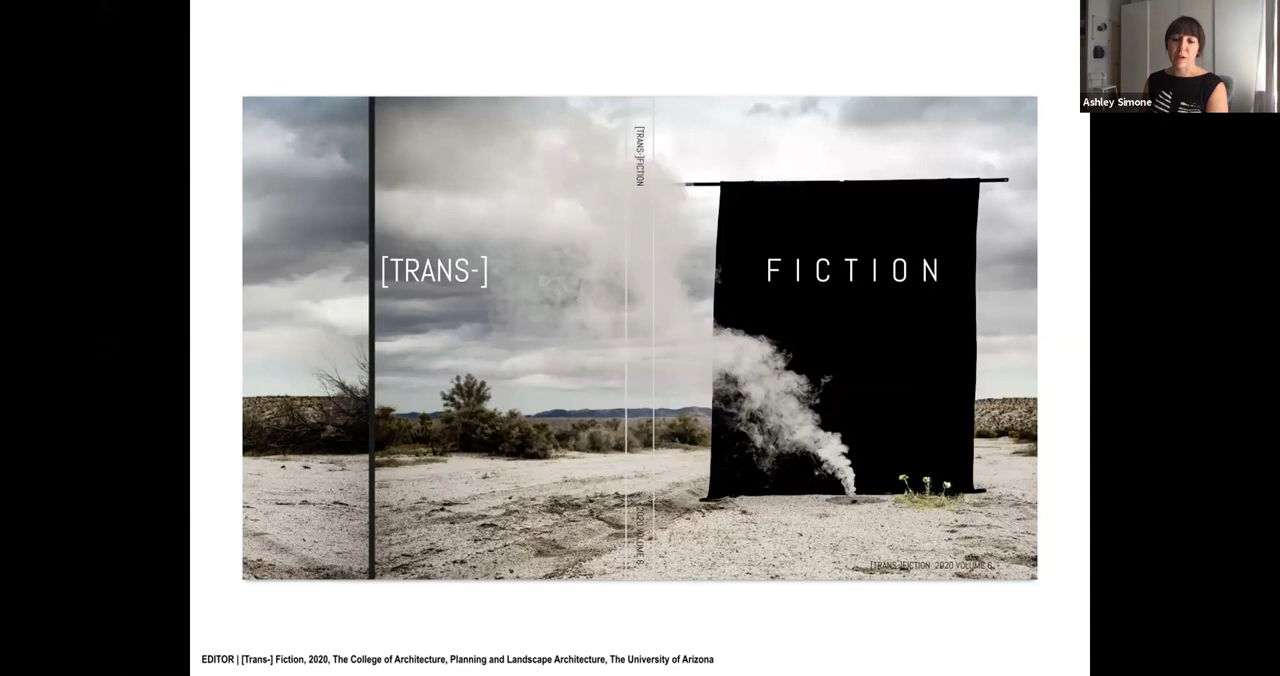 Ashley Simone
[TRANS-]FICTION
[TRANS-]
FICTION
2020 VOLUME 6
[TRANS-]FICTION 2020 VOLUME 6
EDITOR | [Trans-] Fiction, 2020, The College of Architecture, Planning and Landscape Architecture, The University of Arizona